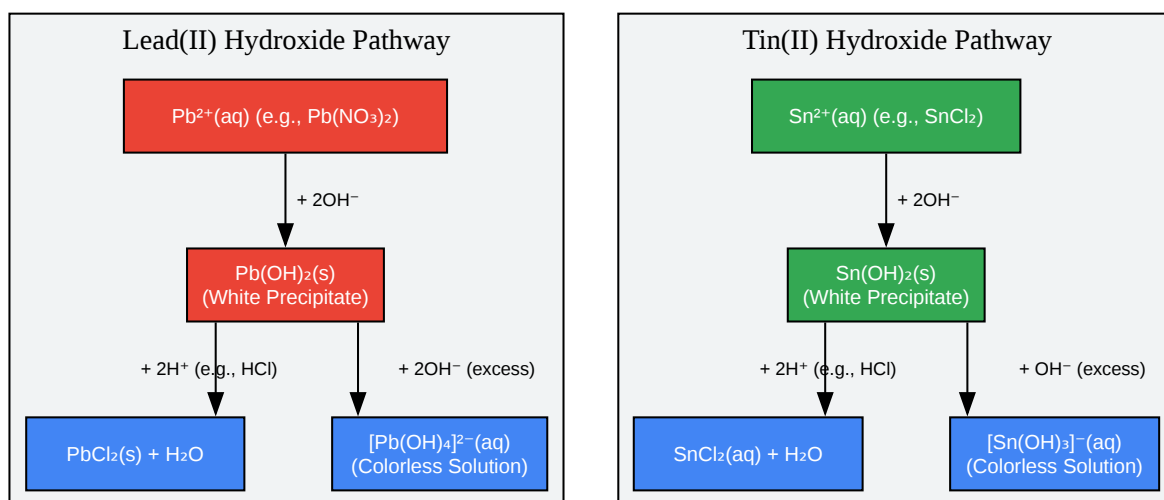 Lead(II) Hydroxide Pathway
Pb²⁺(aq) (e.g., Pb(NO₃)₂)
+ 2OH⁻
Pb(OH)₂(s)
(White Precipitate)
+ 2H⁺ (e.g., HCl)
+ 2OH⁻ (excess)
PbCl₂(s) + H₂O
[Pb(OH)₄]²⁻(aq)
(Colorless Solution)
Tin(II) Hydroxide Pathway
Sn²⁺(aq) (e.g., SnCl₂)
+ 2OH⁻
Sn(OH)₂(s)
(White Precipitate)
+ 2H⁺ (e.g., HCl)
+ OH⁻ (excess)
SnCl₂(aq) + H₂O
[Sn(OH)₃]⁻(aq)
(Colorless Solution)